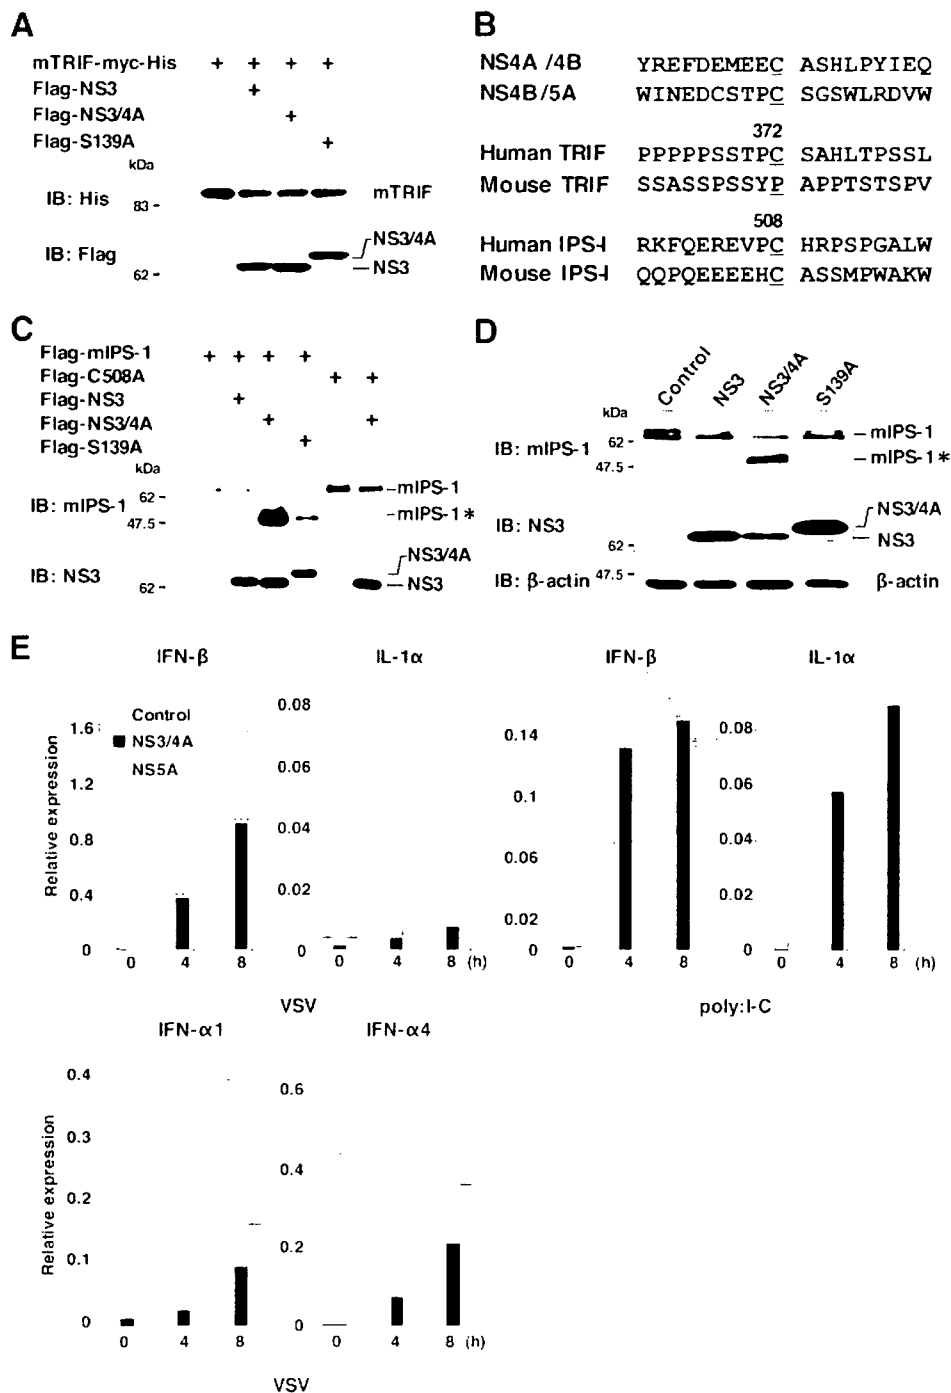 A
mTRIF-myc-His + + + +
Flag-NS3 +
Flag-NS3/4A +
Flag-S139A +
kDa
IB: His 83 - mTRIF
IB: Flag 62 - NS3/4A
NS3
B
NS4A /4B YREFDEMEEC ASHLPYIEQ
NS4B/5A WINEDCSTPC SGSWLRDVW
372
Human TRIF PPPPPSSTPC SAHLTPSSL
Mouse TRIF SSASSPSSYP APPTSTSPV
508
Human IPS-I RKFQEREVPC HRPSPGALW
Mouse IPS-I QQPQEEEEHC ASSMPWAKW
C
Flag-mIPS-1 + + + +
Flag-C508A + +
Flag-NS3 +
Flag-NS3/4A + +
Flag-S139A +
kDa
62 - mIPS-1
IB: mIPS-1
47.5 - mIPS-1*
NS3/4A
IB: NS3
62 - NS3
D
Control NS3 NS3/4A S139A
kDa
62 - mIPS-1
IB: mIPS-1
47.5 - mIPS-1*
NS3/4A
IB: NS3
62 - NS3
47.5 -
IB: β-actin β-actin
E
IFN-β IL-1α IFN-β IL-1α
Control
NS3/4A
NS5A
Relative expression
1.6
1.2
0.8
0.4
0
0 4 8
0.08
0.06
0.04
0.02
0
0 4 8 (h)
VSV
0.14
0.1
0.06
0.02
0
0 4 8
0.08
0.06
0.04
0.02
0
0 4 8 (h)
poly:I-C
IFN-α1 IFN-α4
Relative expression
0.4
0.3
0.2
0.1
0
0 4 8
0.6
0.4
0.2
0
0 4 8 (h)
VSV